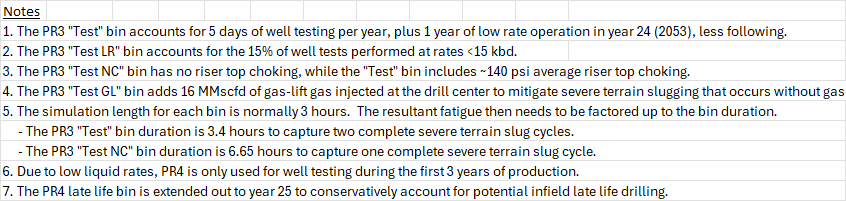 Notes
1. The PR3 "Test" bin accounts for 5 days of well testing per year, plus 1 year of low rate operation in year 24 (2053), less following.
2. The PR3 "Test LR" bin accounts for the 15% of well tests performed at rates <15 kbd.
3. The PR3 "Test NC" bin has no riser top choking, while the "Test" bin includes ~140 psi average riser top choking.
4. The PR3 "Test GL" bin adds 16 MMscfd of gas-lift gas injected at the drill center to mitigate severe terrain slugging that occurs without gas
5. The simulation length for each bin is normally 3 hours.  The resultant fatigue then needs to be factored up to the bin duration.
- The PR3 "Test" bin duration is 3.4 hours to capture two complete severe terrain slug cycles.
- The PR3 "Test NC" bin duration is 6.65 hours to capture one complete severe terrain slug cycle.
6. Due to low liquid rates, PR4 is only used for well testing during the first 3 years of production.
7. The PR4 late life bin is extended out to year 25 to conservatively account for potential infield late life drilling.